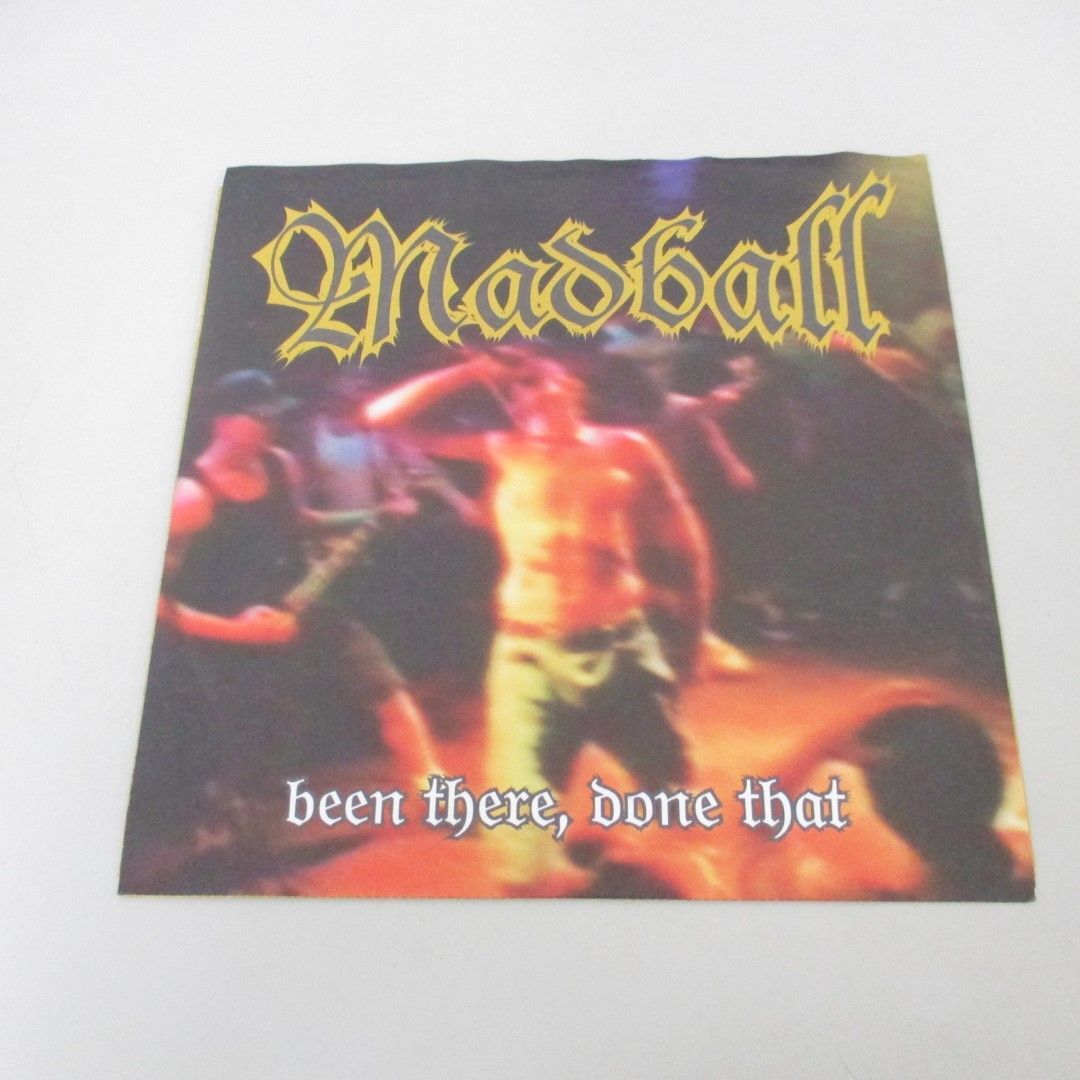 Madball
been there, done that